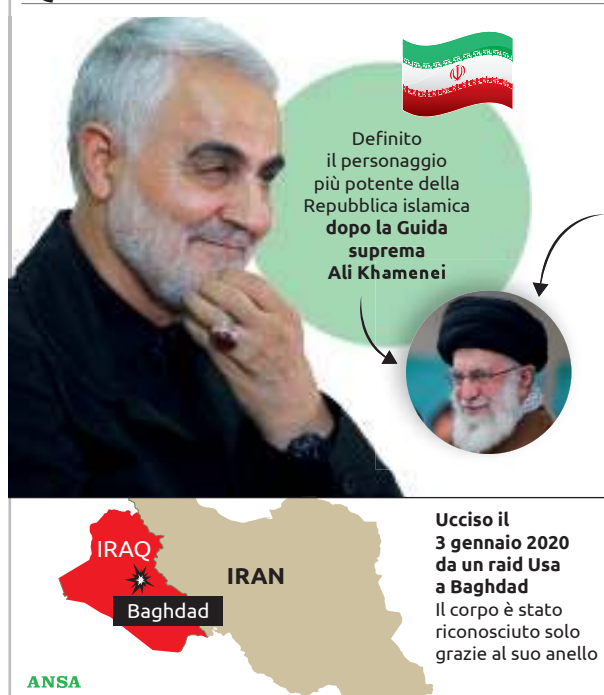 Definito
il personaggio
più potente della
Repubblica islamica
dopo la Guida
suprema
Ali Khamenei
IRAQ
IRAN
Baghdad
Ucciso il
3 gennaio 2020
da un raid Usa
a Baghdad
Il corpo è stato
riconosciuto solo
grazie al suo anello
ANSA